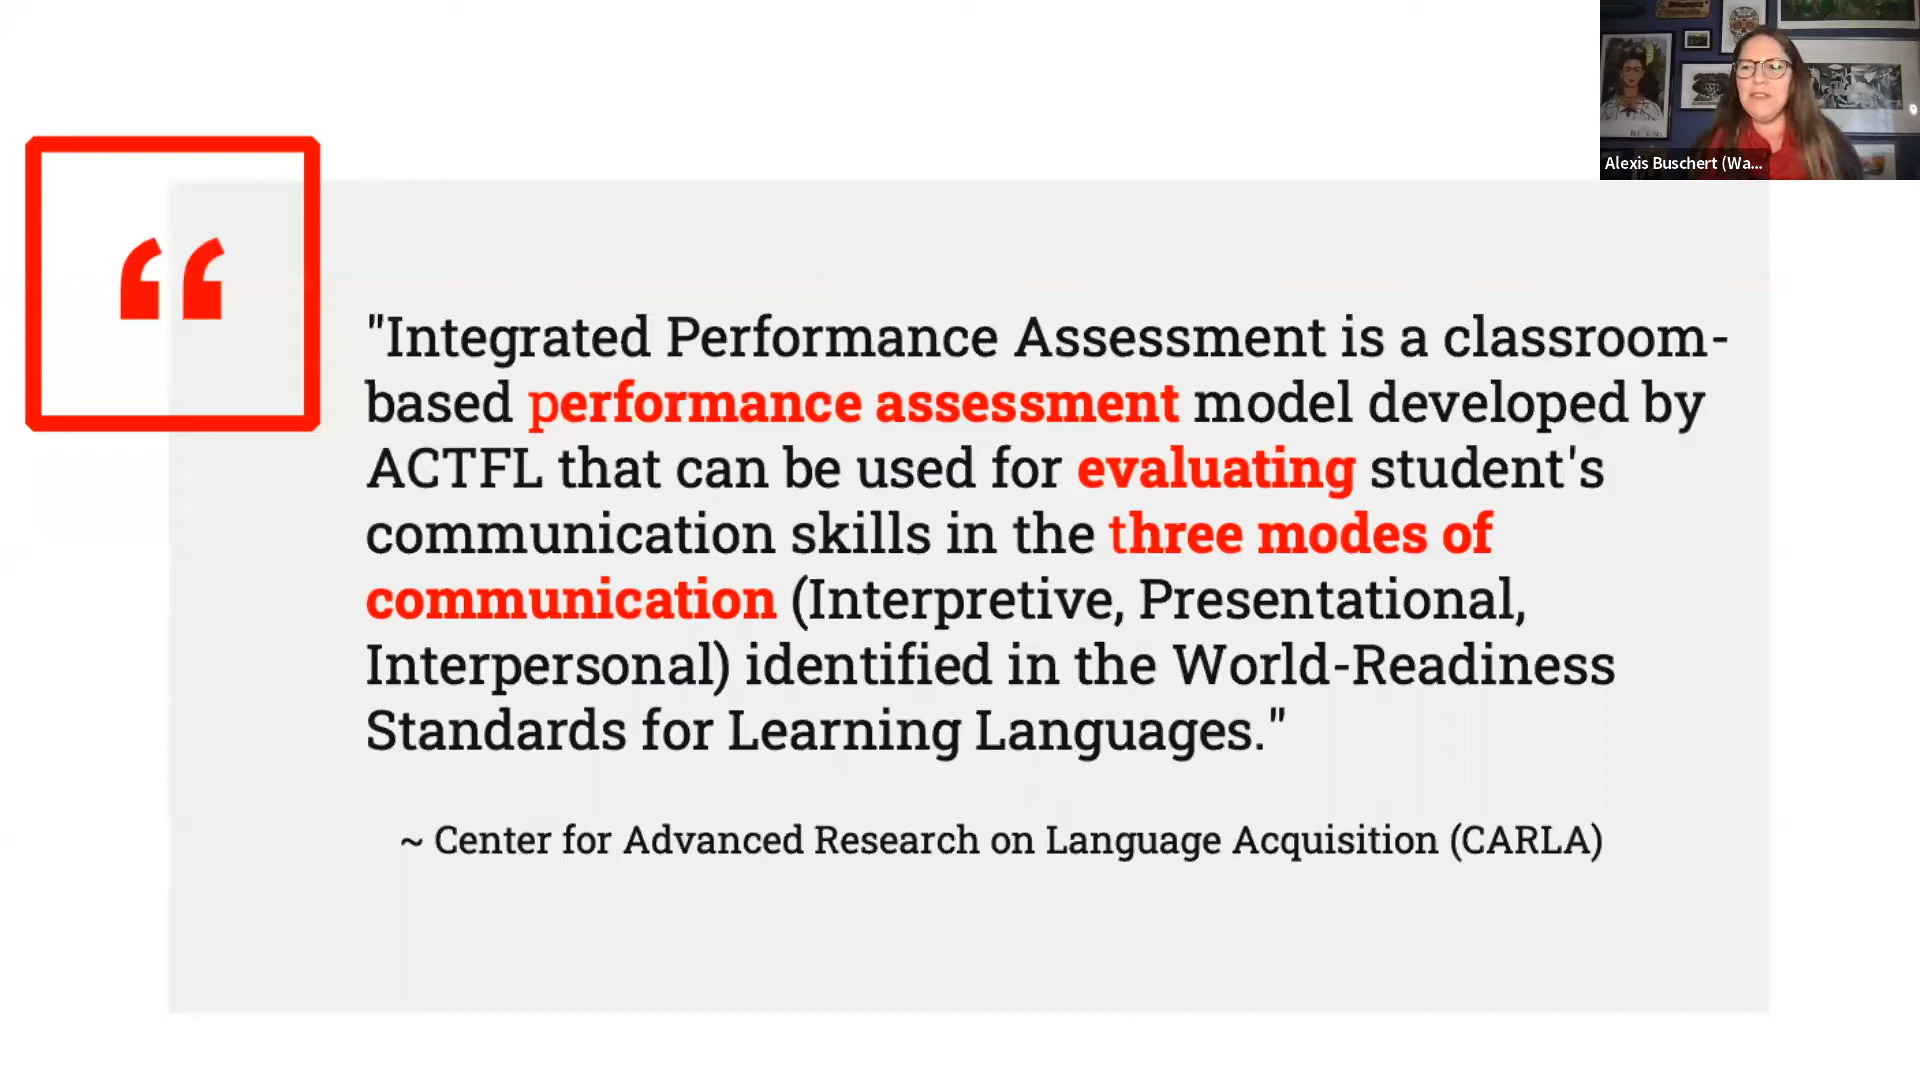 Alexis Buschert (Wa...
“
"Integrated Performance Assessment is a classroom-
based performance assessment model developed by
ACTFL that can be used for evaluating student's
communication skills in the three modes of
communication (Interpretive, Presentational,
Interpersonal) identified in the World-Readiness
Standards for Learning Languages."
~ Center for Advanced Research on Language Acquisition (CARLA)